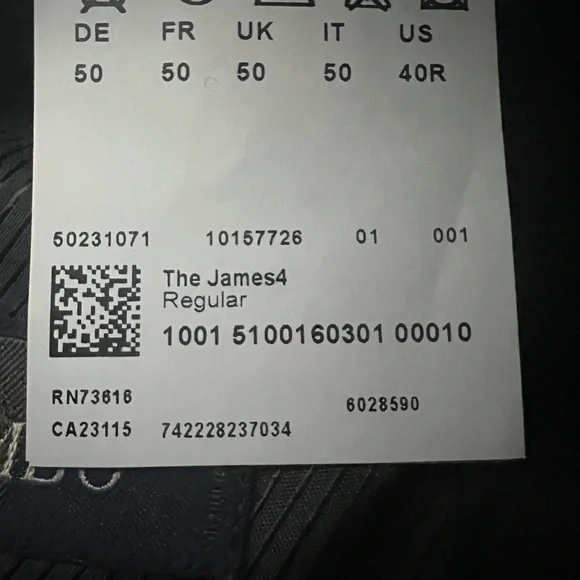 DE FR UK IT US
50 50 50 50 40R
50231071 10157726 01 001
The James4
Regular
1001 5100160301 00010
RN73616
6028590
CA23115 742228237034